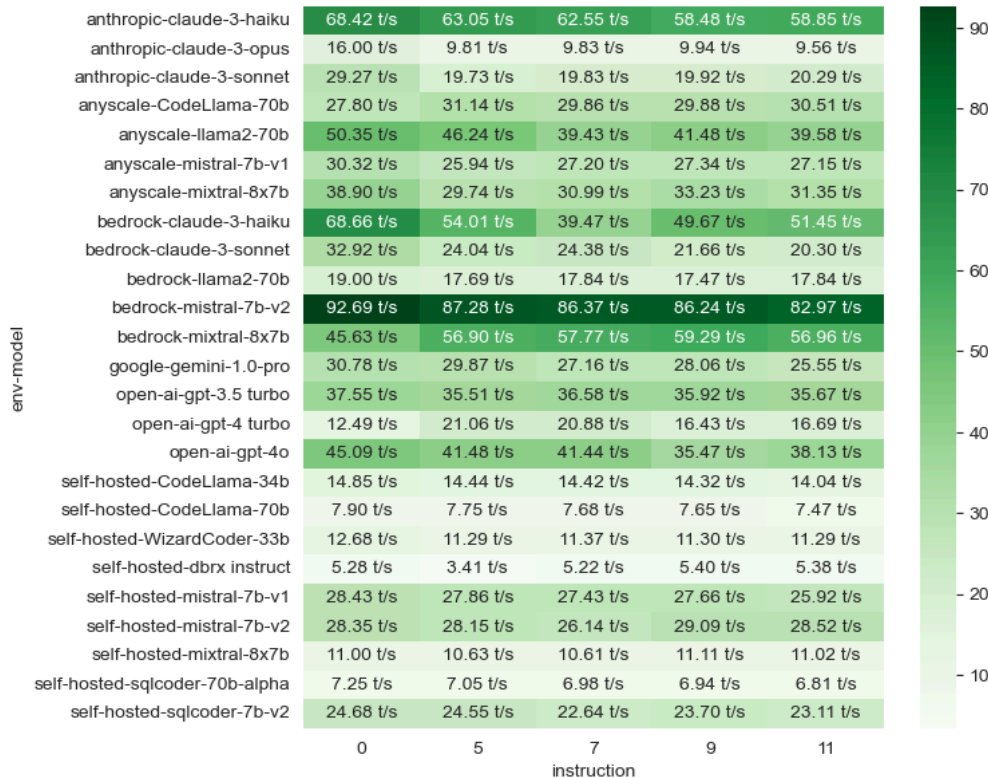 anthropic-claude-3-haiku 68.42 t/s 63.05 t/s 62.55 t/s 58.48 t/s 58.85 t/s
anthropic-claude-3-opus 16.00 t/s 9.81 t/s 9.83 t/s 9.94 t/s 9.56 t/s
anthropic-claude-3-sonnet 29.27 t/s 19.73 t/s 19.83 t/s 19.92 t/s 20.29 t/s
anyscale-CodeLlama-70b 27.80 t/s 31.14 t/s 29.86 t/s 29.88 t/s 30.51 t/s
anyscale-llama2-70b 50.35 t/s 46.24 t/s 39.43 t/s 41.48 t/s 39.58 t/s
anyscale-mistral-7b-v1 30.32 t/s 25.94 t/s 27.20 t/s 27.34 t/s 27.15 t/s
anyscale-mixtral-8x7b 38.90 t/s 29.74 t/s 30.99 t/s 33.23 t/s 31.35 t/s
bedrock-claude-3-haiku 68.66 t/s 54.01 t/s 39.47 t/s 49.67 t/s 51.45 t/s
bedrock-claude-3-sonnet 32.92 t/s 24.04 t/s 24.38 t/s 21.66 t/s 20.30 t/s
bedrock-llama2-70b 19.00 t/s 17.69 t/s 17.84 t/s 17.47 t/s 17.84 t/s
bedrock-mistral-7b-v2 92.69 t/s 87.28 t/s 86.37 t/s 86.24 t/s 82.97 t/s
bedrock-mixtral-8x7b 45.63 t/s 56.90 t/s 57.77 t/s 59.29 t/s 56.96 t/s
google-gemini-1.0-pro 30.78 t/s 29.87 t/s 27.16 t/s 28.06 t/s 25.55 t/s
open-ai-gpt-3.5 turbo 37.55 t/s 35.51 t/s 36.58 t/s 35.92 t/s 35.67 t/s
open-ai-gpt-4 turbo 12.49 t/s 21.06 t/s 20.88 t/s 16.43 t/s 16.69 t/s
open-ai-gpt-4o 45.09 t/s 41.48 t/s 41.44 t/s 35.47 t/s 38.13 t/s
self-hosted-CodeLlama-34b 14.85 t/s 14.44 t/s 14.42 t/s 14.32 t/s 14.04 t/s
self-hosted-CodeLlama-70b 7.90 t/s 7.75 t/s 7.68 t/s 7.65 t/s 7.47 t/s
self-hosted-WizardCoder-33b 12.68 t/s 11.29 t/s 11.37 t/s 11.30 t/s 11.29 t/s
self-hosted-dbrx instruct 5.28 t/s 3.41 t/s 5.22 t/s 5.40 t/s 5.38 t/s
self-hosted-mistral-7b-v1 28.43 t/s 27.86 t/s 27.43 t/s 27.66 t/s 25.92 t/s
self-hosted-mistral-7b-v2 28.35 t/s 28.15 t/s 26.14 t/s 29.09 t/s 28.52 t/s
self-hosted-mixtral-8x7b 11.00 t/s 10.63 t/s 10.61 t/s 11.11 t/s 11.02 t/s
self-hosted-sqlcoder-70b-alpha 7.25 t/s 7.05 t/s 6.98 t/s 6.94 t/s 6.81 t/s
self-hosted-sqlcoder-7b-v2 24.68 t/s 24.55 t/s 22.64 t/s 23.70 t/s 23.11 t/s
0 5 7 9 11
instruction
env-model
90
80
70
60
50
40
30
20
10